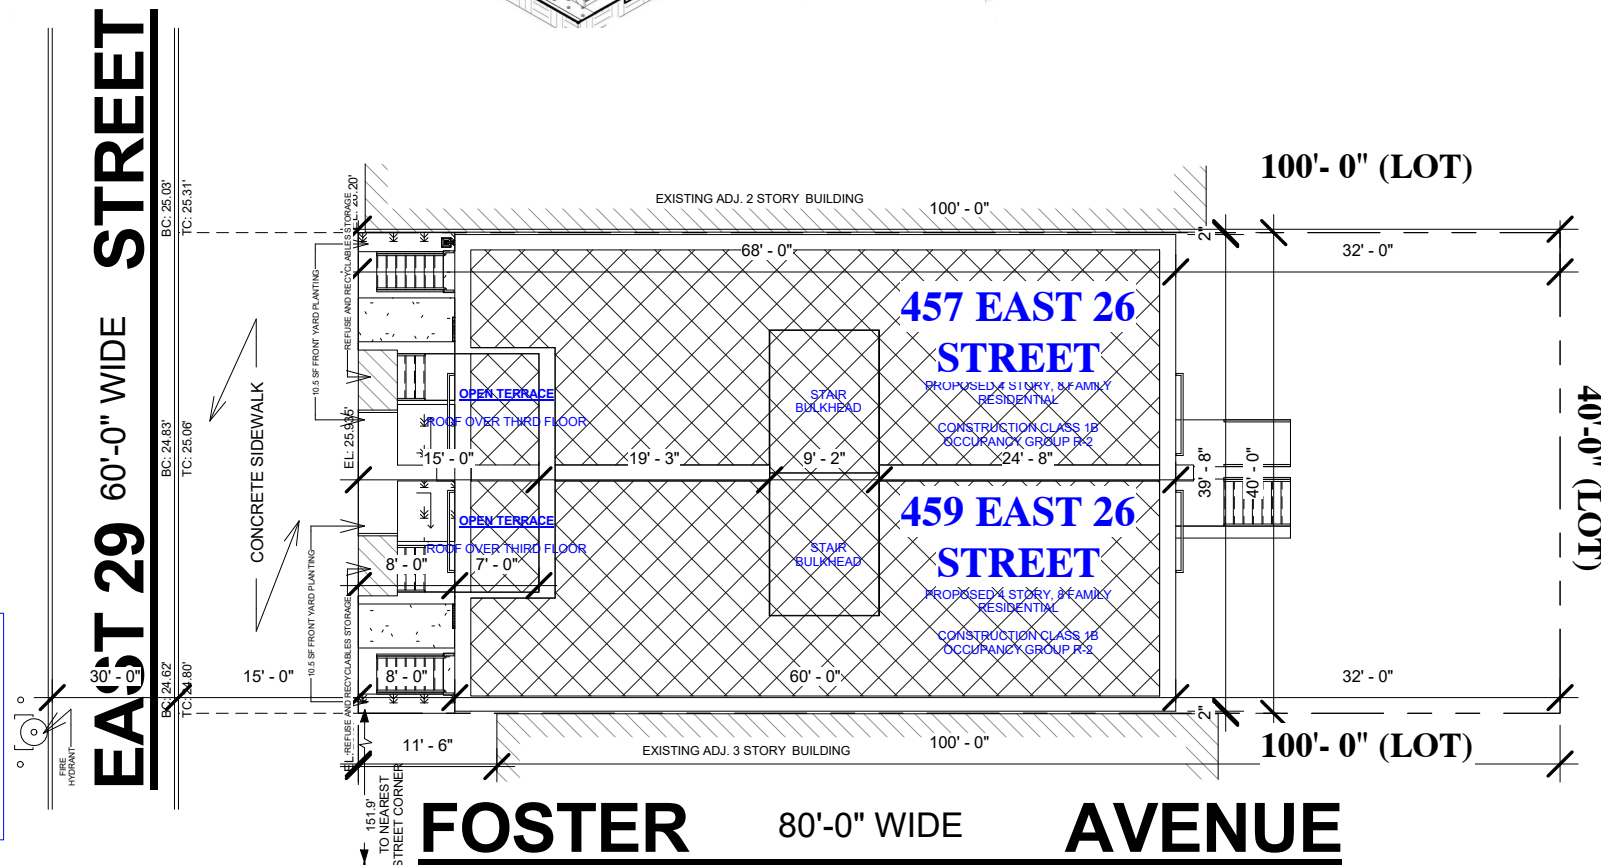 EAST 29 60'-0" WIDE STREET
BC: 25.03'
TC: 25.31'
BC: 24.83'
TC: 25.06'
BC: 24.62'
TC: 24.80'
CONCRETE SIDEWALK
10.5 SF FRONT YARD PLANTING
10.5 SF FRONT YARD PLANTING
REFUSE AND RECYCLABLES STORAGE
REFUSE AND RECYCLABLES STORAGE
EXISTING ADJ. 2 STORY BUILDING
100' - 0"
100'- 0" (LOT)
2"
68' - 0"
32' - 0"
457 EAST 26
STREET
PROPOSED 4 STORY, 8 FAMILY
RESIDENTIAL
CONSTRUCTION CLASS 1B
OCCUPANCY GROUP R-2
STAIR
BULKHEAD
OPEN TERRACE
ROOF OVER THIRD FLOOR
15' - 0"
19' - 3"
9' - 2"
24' - 8"
39' - 8"
40' - 0"
40'-0" (LOT)
459 EAST 26
STREET
PROPOSED 4 STORY, 8 FAMILY
RESIDENTIAL
CONSTRUCTION CLASS 1B
OCCUPANCY GROUP R-2
STAIR
BULKHEAD
OPEN TERRACE
ROOF OVER THIRD FLOOR
8' - 0"
7' - 0"
30' - 0"
15' - 0"
8' - 0"
60' - 0"
32' - 0"
2"
FIRE
HYDRANT
11' - 6"
EXISTING ADJ. 3 STORY BUILDING
100' - 0"
100'- 0" (LOT)
151.9'
TO NEAREST
STREET CORNER
FOSTER 80'-0" WIDE AVENUE